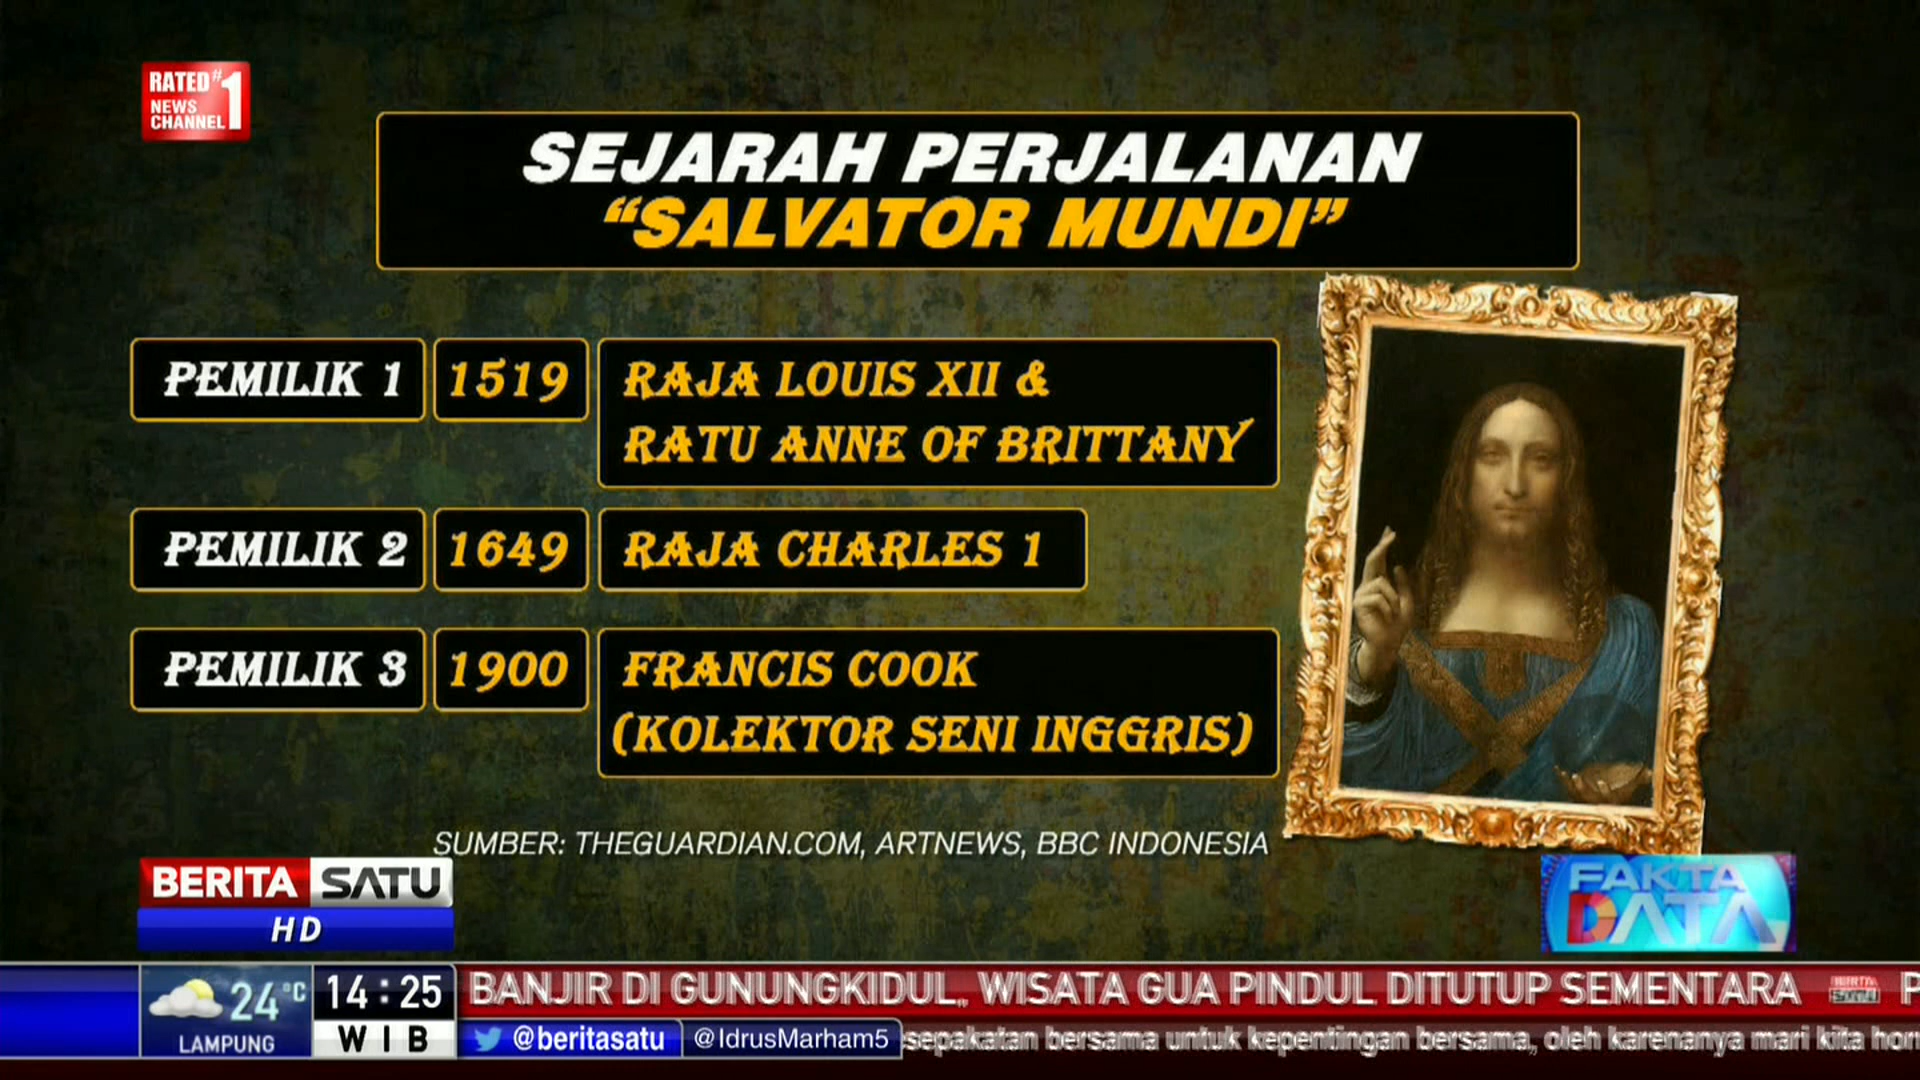 RATED #1
NEWS
CHANNEL
SEJARAH PERJALANAN
“SALVATOR MUNDI”
PEMILIK 1 1519 RAJA LOUIS XII &
RATU ANNE OF BRITTANY
PEMILIK 2 1649 RAJA CHARLES 1
PEMILIK 3 1900 FRANCIS COOK
(KOLEKTOR SENI INGGRIS)
SUMBER: THEGUARDIAN.COM, ARTNEWS, BBC INDONESIA
BERITA SATU
HD
FAKTA
DATA
24°C
LAMPUNG
14:25
WIB
BANJIR DI GUNUNGKIDUL, WISATA GUA PINDUL DITUTUP SEMENTARA BERITA SATU P
@beritasatu @IdrusMarham5 sepakatan bersama untuk kepentingan bersama, oleh karenanya mari kita hor